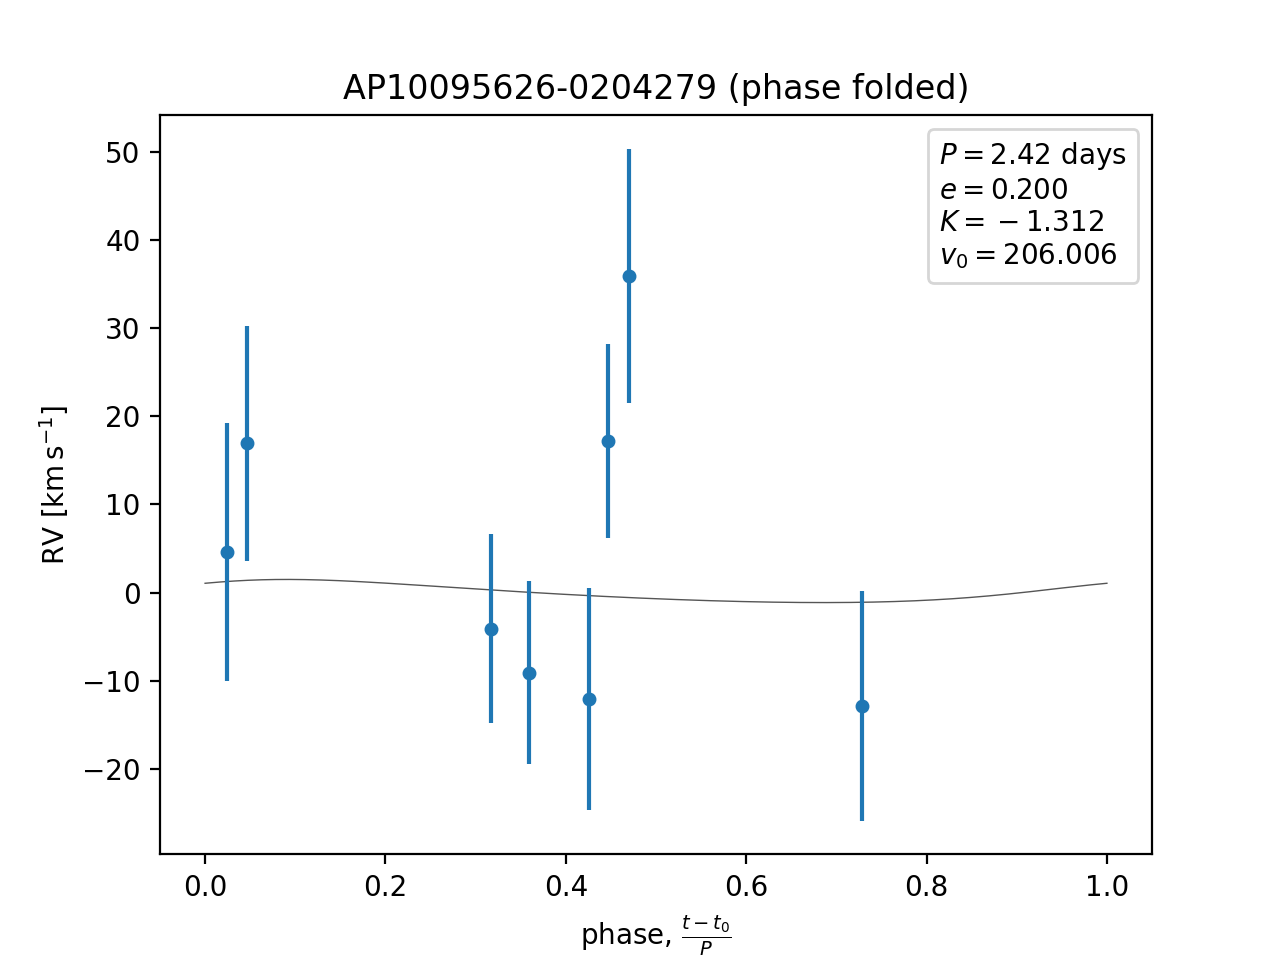 AP10095626-0204279 (phase folded)
P = 2.42 days
e = 0.200
K = −1.312
v₀ = 206.006
50
40
30
20
10
0
−10
−20
RV [km s⁻¹]
0.0 0.2 0.4 0.6 0.8 1.0
phase, (t − t₀)/P